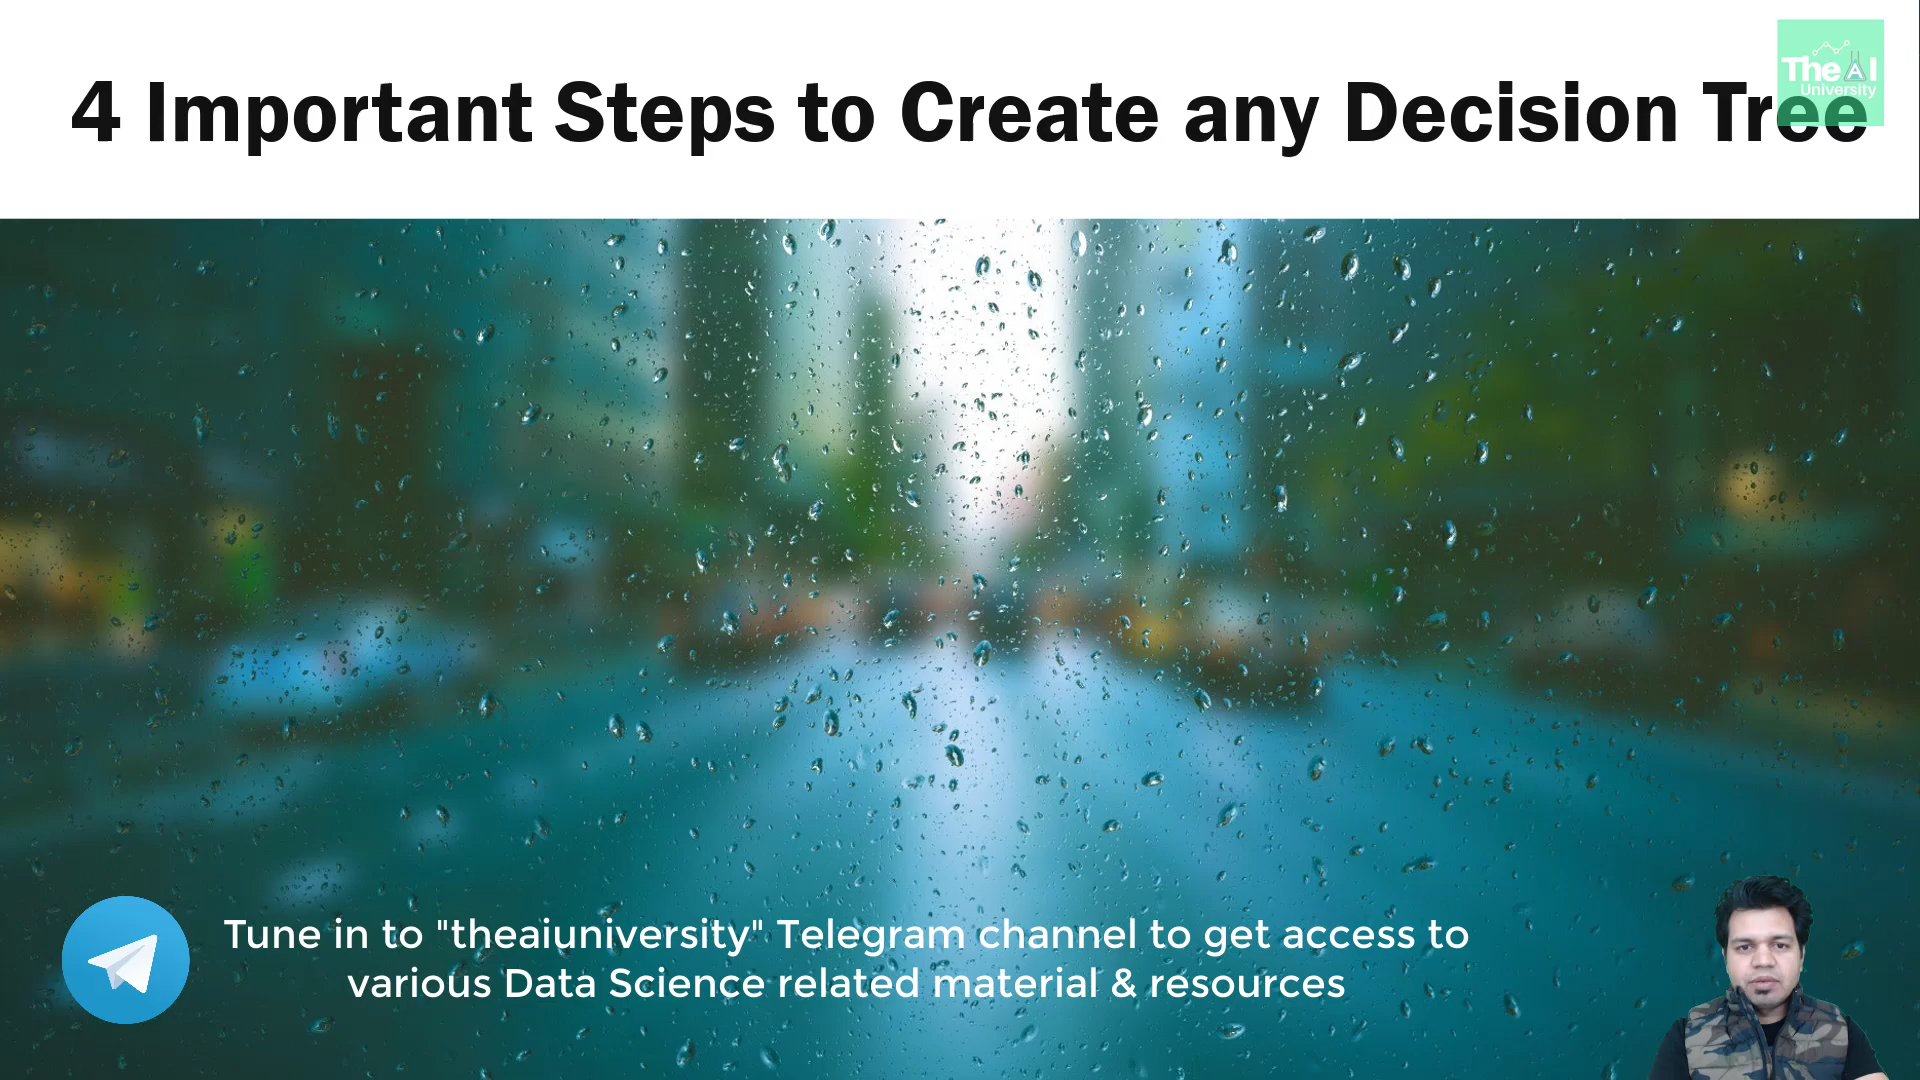 4 Important Steps to Create any Decision Tree
The AI
University
Tune in to "theaiuniversity" Telegram channel to get access to
various Data Science related material & resources